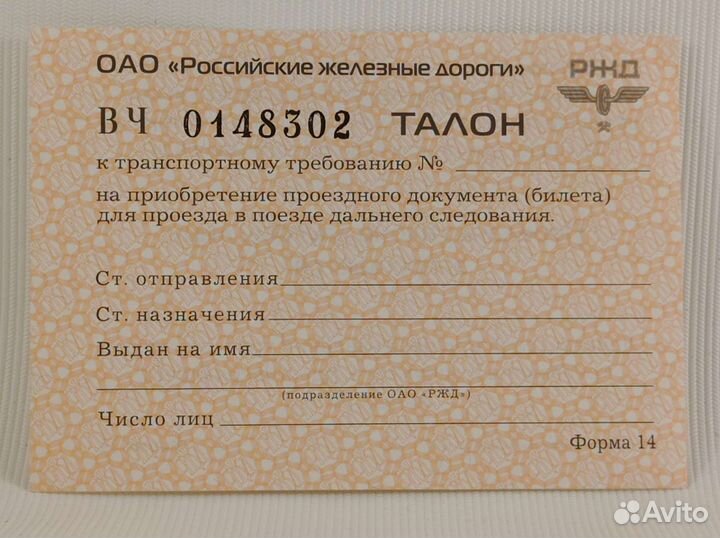 ОАО «Российские железные дороги»
РЖД
ВЧ 0148302 ТАЛОН
к транспортному требованию №
на приобретение проездного документа (билета)
для проезда в поезде дальнего следования.
Ст. отправления
Ст. назначения
Выдан на имя
(подразделение ОАО «РЖД»)
Число лиц
Форма 14
Avito